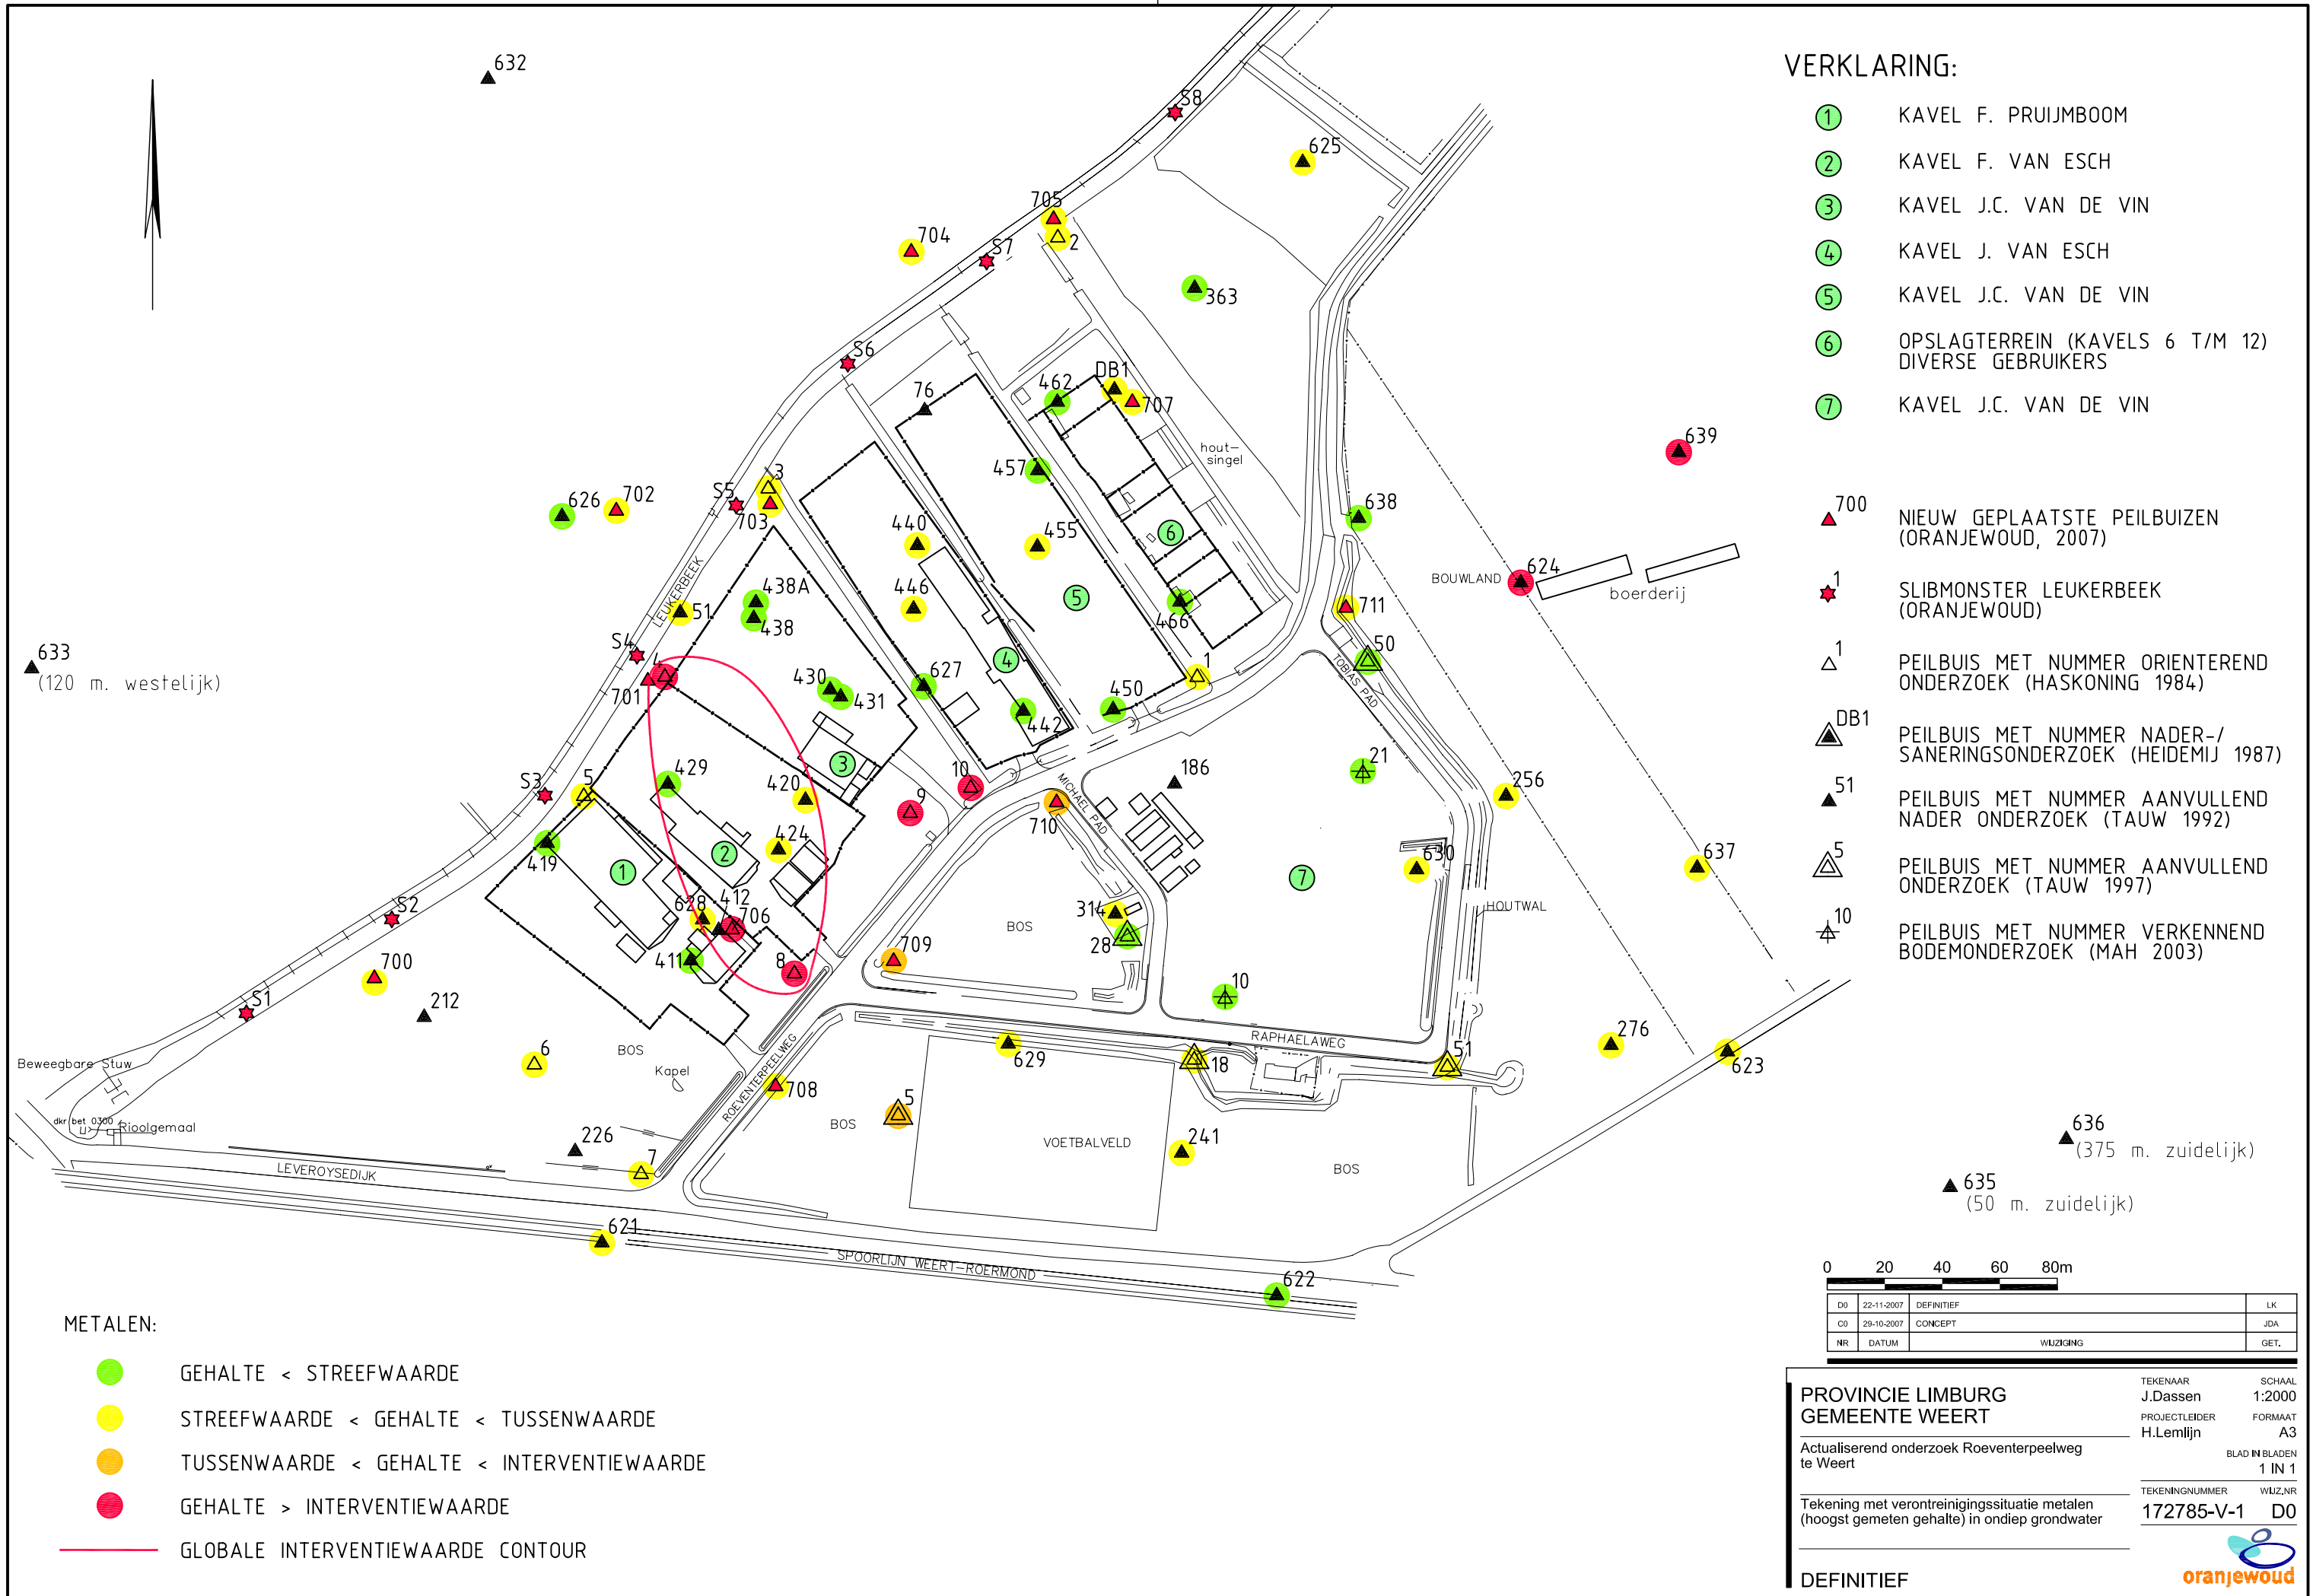 632
S8
625
705
704
2
S7
363
S6
DB1
462
76
707
hout-
singel
457
639
3
S5
703
626
702
638
440
455
6
BOUWLAND
624
boerderij
438A
446
5
466
711
438
51
LEUKERBEEK
50
S4
4
1
TOBIAS PAD
633
(120 m. westelijk)
701
430
431
627
4
442
450
3
10
186
21
MICHAEL PAD
256
S3
5
429
420
9
710
419
1
2
424
7
630
637
S2
628
412
706
314
28
HOUTWAL
BOS
411
8
709
700
10
S1
212
RAPHAELAWEG
276
6
BOS
629
18
51
623
Beweegbare Stuw
Kapel
ROEVENTERPEELWEG
708
5
dkr bet 0300
Rioolgemaal
BOS
VOETBALVELD
241
BOS
636
(375 m. zuidelijk)
226
7
LEVEROYSEDIJK
635
(50 m. zuidelijk)
621
SPOORLIJN WEERT-ROERMOND
622
VERKLARING:
1 KAVEL F. PRUIJMBOOM
2 KAVEL F. VAN ESCH
3 KAVEL J.C. VAN DE VIN
4 KAVEL J. VAN ESCH
5 KAVEL J.C. VAN DE VIN
6 OPSLAGTERREIN (KAVELS 6 T/M 12)
DIVERSE GEBRUIKERS
7 KAVEL J.C. VAN DE VIN
700 NIEUW GEPLAATSTE PEILBUIZEN
(ORANJEWOUD, 2007)
1 SLIBMONSTER LEUKERBEEK
(ORANJEWOUD)
1 PEILBUIS MET NUMMER ORIENTEREND
ONDERZOEK (HASKONING 1984)
DB1 PEILBUIS MET NUMMER NADER-/
SANERINGSONDERZOEK (HEIDEMIJ 1987)
51 PEILBUIS MET NUMMER AANVULLEND
NADER ONDERZOEK (TAUW 1992)
5 PEILBUIS MET NUMMER AANVULLEND
ONDERZOEK (TAUW 1997)
10 PEILBUIS MET NUMMER VERKENNEND
BODEMONDERZOEK (MAH 2003)
METALEN:
GEHALTE < STREEFWAARDE
STREEFWAARDE < GEHALTE < TUSSENWAARDE
TUSSENWAARDE < GEHALTE < INTERVENTIEWAARDE
GEHALTE > INTERVENTIEWAARDE
GLOBALE INTERVENTIEWAARDE CONTOUR
0 20 40 60 80m
D0 22-11-2007 DEFINITIEF LK
C0 29-10-2007 CONCEPT JDA
NR DATUM WIJZIGING GET.
PROVINCIE LIMBURG
GEMEENTE WEERT
Actualiserend onderzoek Roeventerpeelweg
te Weert
Tekening met verontreinigingssituatie metalen
(hoogst gemeten gehalte) in ondiep grondwater
DEFINITIEF
TEKENAAR SCHAAL
J.Dassen 1:2000
PROJECTLEIDER FORMAAT
H.Lemlijn A3
BLAD IN BLADEN
1 IN 1
TEKENINGNUMMER WIJZ.NR
172785-V-1 D0
oranjewoud